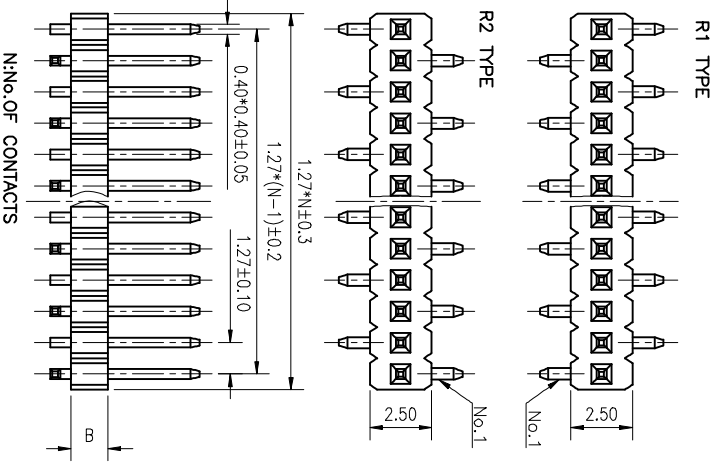 R1 TYPE
R2 TYPE
No.1
No.1
2.50
2.50
1.27*N±0.3
1.27*(N-1)±0.2
0.40*0.40±0.05
1.27±0.10
B
N:No.OF CONTACTS